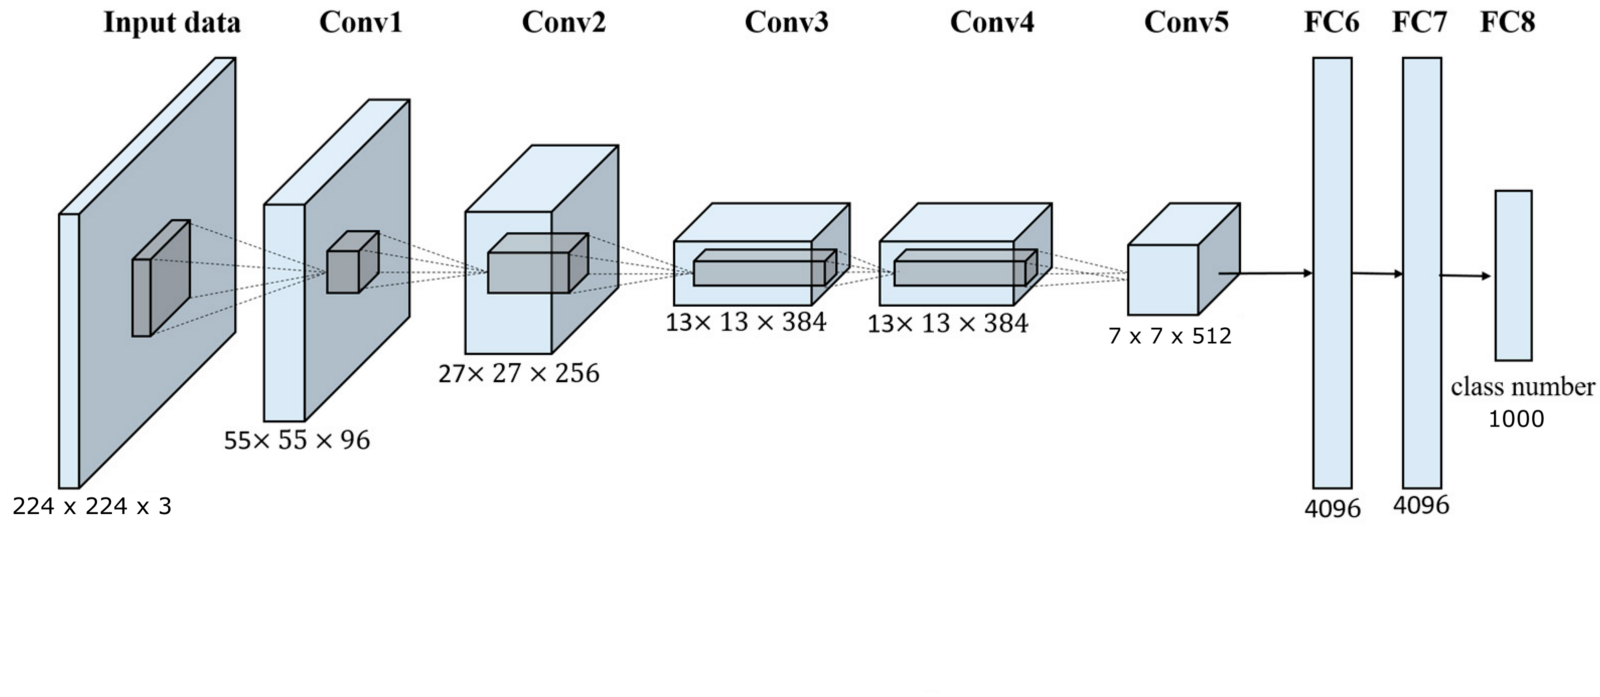 Input data
Conv1
Conv2
Conv3
Conv4
Conv5
FC6
FC7
FC8
224 x 224 x 3
55× 55 × 96
27× 27 × 256
13× 13 × 384
13× 13 × 384
7 x 7 x 512
4096
4096
class number
1000